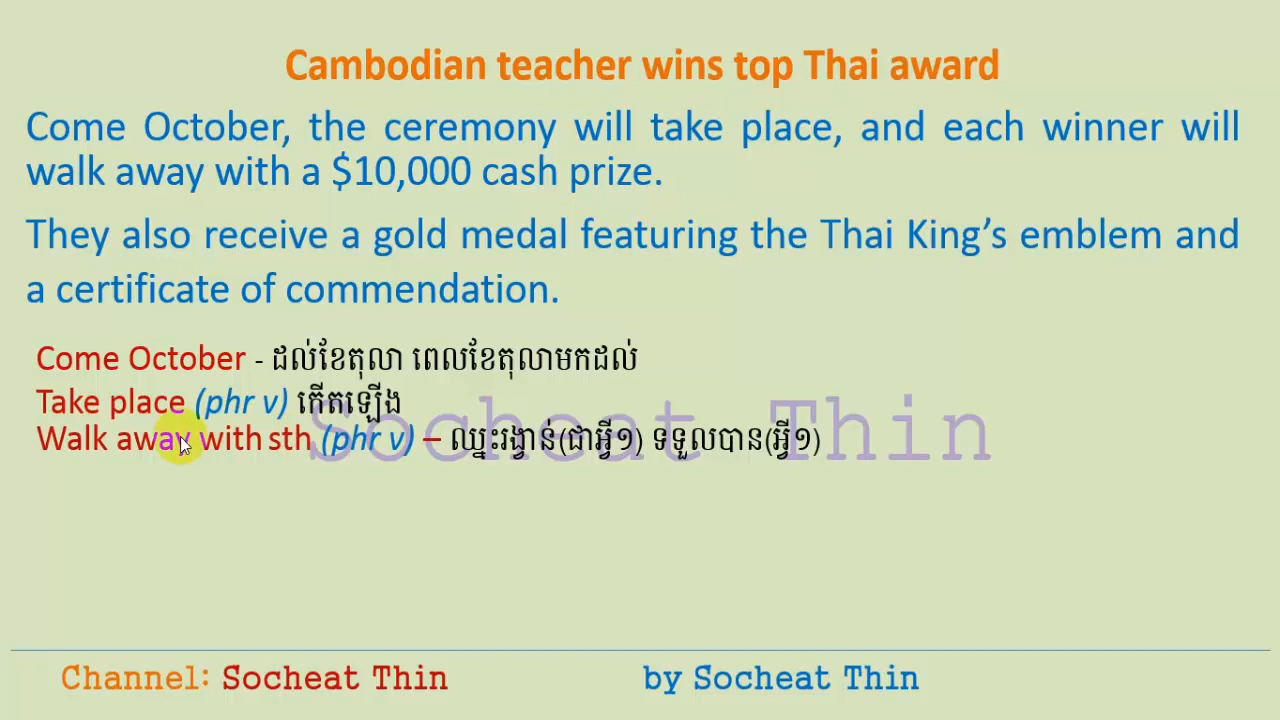 Cambodian teacher wins top Thai award
Come October, the ceremony will take place, and each winner will
walk away with a $10,000 cash prize.
They also receive a gold medal featuring the Thai King’s emblem and
a certificate of commendation.
Come October - ដល់ខែតុលា ពេលខែតុលាមកដល់
Take place (phr v) កើតឡើង
Walk away with sth (phr v) – ឈ្នះរង្វាន់(ជាអ្វី១) ទទួលបាន(អ្វី១)
Socheat Thin
Channel: Socheat Thin by Socheat Thin